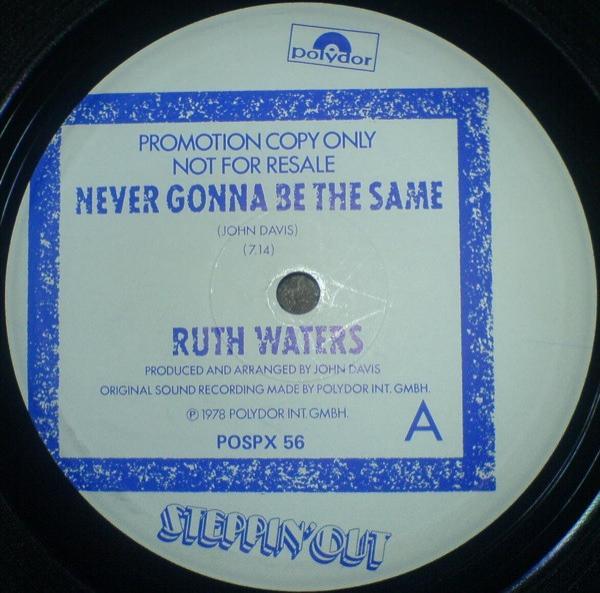 polydor
PROMOTION COPY ONLY
NOT FOR RESALE
NEVER GONNA BE THE SAME
(JOHN DAVIS)
(7.14)
RUTH WATERS
PRODUCED AND ARRANGED BY JOHN DAVIS
ORIGINAL SOUND RECORDING MADE BY POLYDOR INT. GMBH.
℗ 1978 POLYDOR INT. GMBH.
A
POSPX 56
STEPPIN' OUT